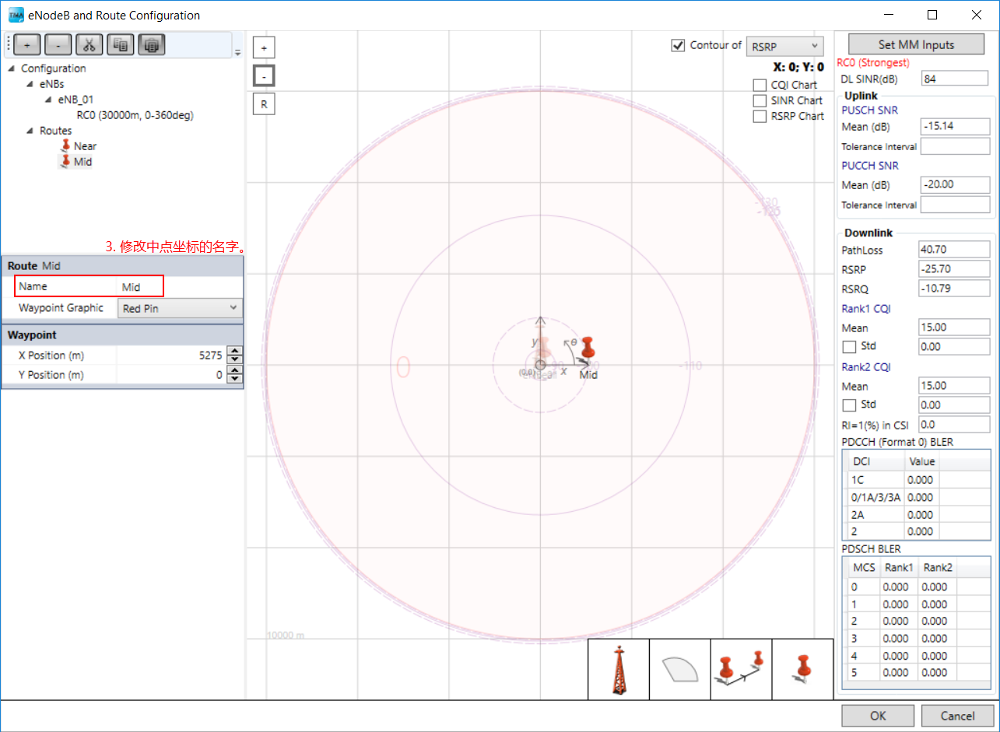 TMA eNodeB and Route Configuration
+ -
Configuration
eNBs
eNB_01
RC0 (30000m, 0-360deg)
Routes
Near
Mid
3. 修改中点坐标的名字。
Route Mid
Name Mid
Waypoint Graphic Red Pin
Waypoint
X Position (m) 5275
Y Position (m) 0
+
-
R
Contour of RSRP
X: 0; Y: 0
CQI Chart
SINR Chart
RSRP Chart
-130
-120
y θ
0 -110
(0,0) x Mid
10000 m
Set MM Inputs
RC0 (Strongest)
DL SINR(dB) 84
Uplink
PUSCH SNR
Mean (dB) -15.14
Tolerance Interval
PUCCH SNR
Mean (dB) -20.00
Tolerance Interval
Downlink
PathLoss 40.70
RSRP -25.70
RSRQ -10.79
Rank1 CQI
Mean 15.00
Std 0.00
Rank2 CQI
Mean 15.00
Std 0.00
RI=1(%) in CSI 0.0
PDCCH (Format 0) BLER
DCI Value
1C 0.000
0/1A/3/3A 0.000
2A 0.000
2 0.000
PDSCH BLER
MCS Rank1 Rank2
0 0.000 0.000
1 0.000 0.000
2 0.000 0.000
3 0.000 0.000
4 0.000 0.000
5 0.000 0.000
OK Cancel